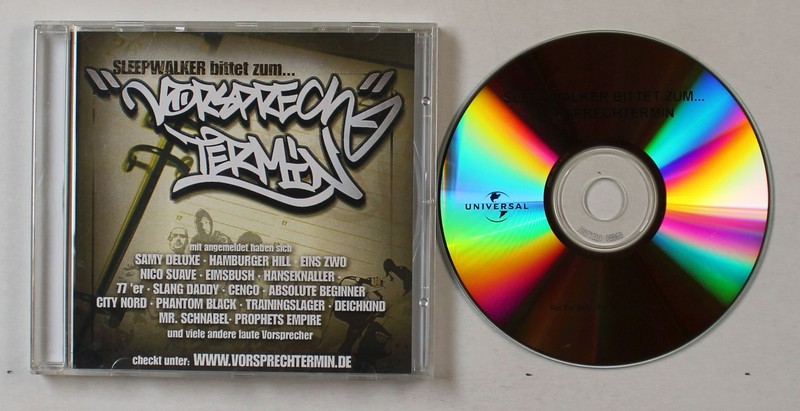 SLEEPWALKER bittet zum...
"VORSPRECH
TERMIN"
mit angemeldet haben sich
SAMY DELUXE · HAMBURGER HILL · EINS ZWO
NICO SUAVE · EIMSBUSH · HANSEKNALLER
77 'er · SLANG DADDY · CENCO · ABSOLUTE BEGINNER
CITY NORD · PHANTOM BLACK · TRAININGSLAGER · DEICHKIND
MR. SCHNABEL · PROPHETS EMPIRE
und viele andere laute Vorsprecher
checkt unter: WWW.VORSPRECHTERMIN.DE
SLEEPWALKER BITTET ZUM...
VORSPRECHTERMIN
UNIVERSAL